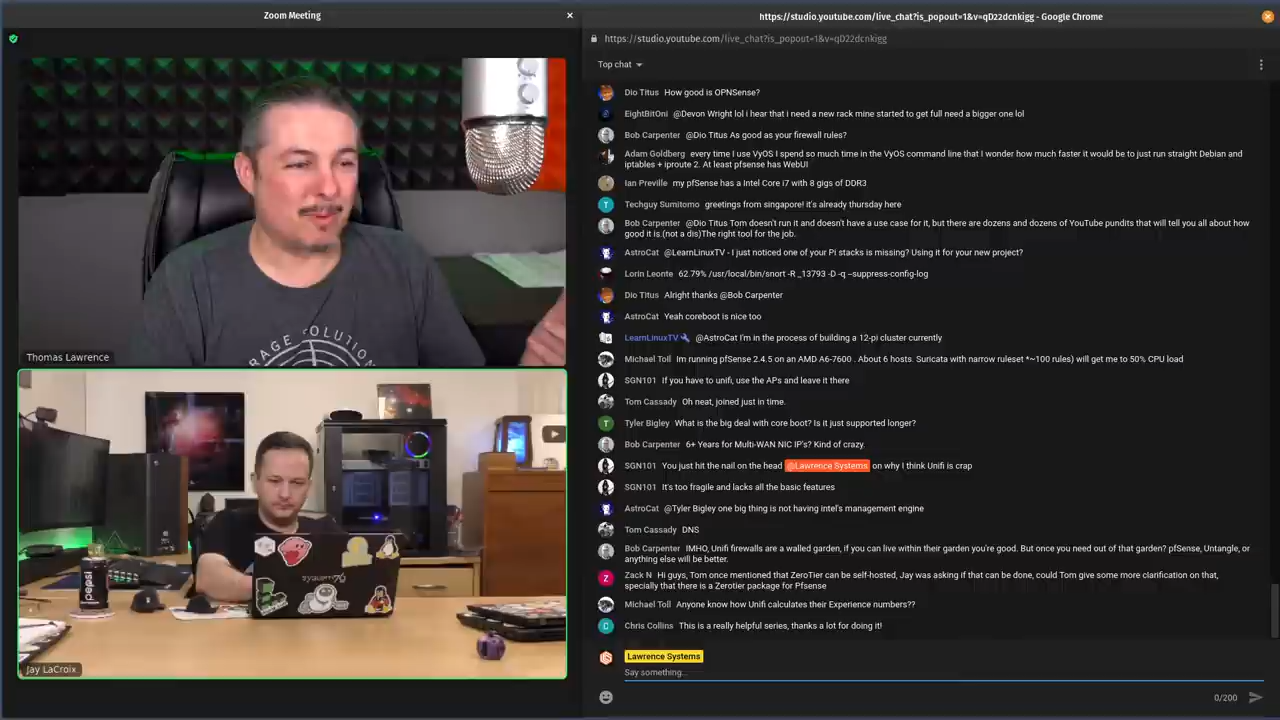 Zoom Meeting
×
https://studio.youtube.com/live_chat?is_popout=1&v=qD22dcnkigg - Google Chrome
https://studio.youtube.com/live_chat?is_popout=1&v=qD22dcnkigg
Top chat
Dio Titus How good is OPNSense?
EightBitOni @Devon Wright lol i hear that i need a new rack mine started to get full need a bigger one lol
Bob Carpenter @Dio Titus As good as your firewall rules?
Adam Goldberg every time I use VyOS I spend so much time in the VyOS command line that I wonder how much faster it would be to just run straight Debian and
iptables + iproute 2. At least pfsense has WebUI
Ian Preville my pfSense has a Intel Core i7 with 8 gigs of DDR3
T Techguy Sumitomo greetings from singapore! it's already thursday here
Bob Carpenter @Dio Titus Tom doesn't run it and doesn't have a use case for it, but there are dozens and dozens of YouTube pundits that will tell you all about how
good it is.(not a dis)The right tool for the job.
AstroCat @LearnLinuxTV - I just noticed one of your Pi stacks is missing? Using it for your new project?
Lorin Leonte 62.79% /usr/local/bin/snort -R _13793 -D -q --suppress-config-log
Dio Titus Alright thanks @Bob Carpenter
AstroCat Yeah coreboot is nice too
LearnLinuxTV @AstroCat I'm in the process of building a 12-pi cluster currently
Michael Toll Im running pfSense 2.4.5 on an AMD A6-7600 . About 6 hosts. Suricata with narrow ruleset *~100 rules) will get me to 50% CPU load
SGN101 If you have to unifi, use the APs and leave it there
Tom Cassady Oh neat, joined just in time.
T Tyler Bigley What is the big deal with core boot? Is it just supported longer?
Bob Carpenter 6+ Years for Multi-WAN NIC IP's? Kind of crazy.
SGN101 You just hit the nail on the head @Lawrence Systems on why I think Unifi is crap
SGN101 It's too fragile and lacks all the basic features
AstroCat @Tyler Bigley one big thing is not having intel's management engine
Tom Cassady DNS
Bob Carpenter IMHO, Unifi firewalls are a walled garden, if you can live within their garden you're good. But once you need out of that garden? pfSense, Untangle, or
anything else will be better.
Z Zack N Hi guys, Tom once mentioned that ZeroTier can be self-hosted, Jay was asking if that can be done, could Tom give some more clarification on that,
specially that there is a Zerotier package for Pfsense
Michael Toll Anyone know how Unifi calculates their Experience numbers??
C Chris Collins This is a really helpful series, thanks a lot for doing it!
Lawrence Systems
Say something...
0/200
Thomas Lawrence
pepsi
system76
Jay LaCroix